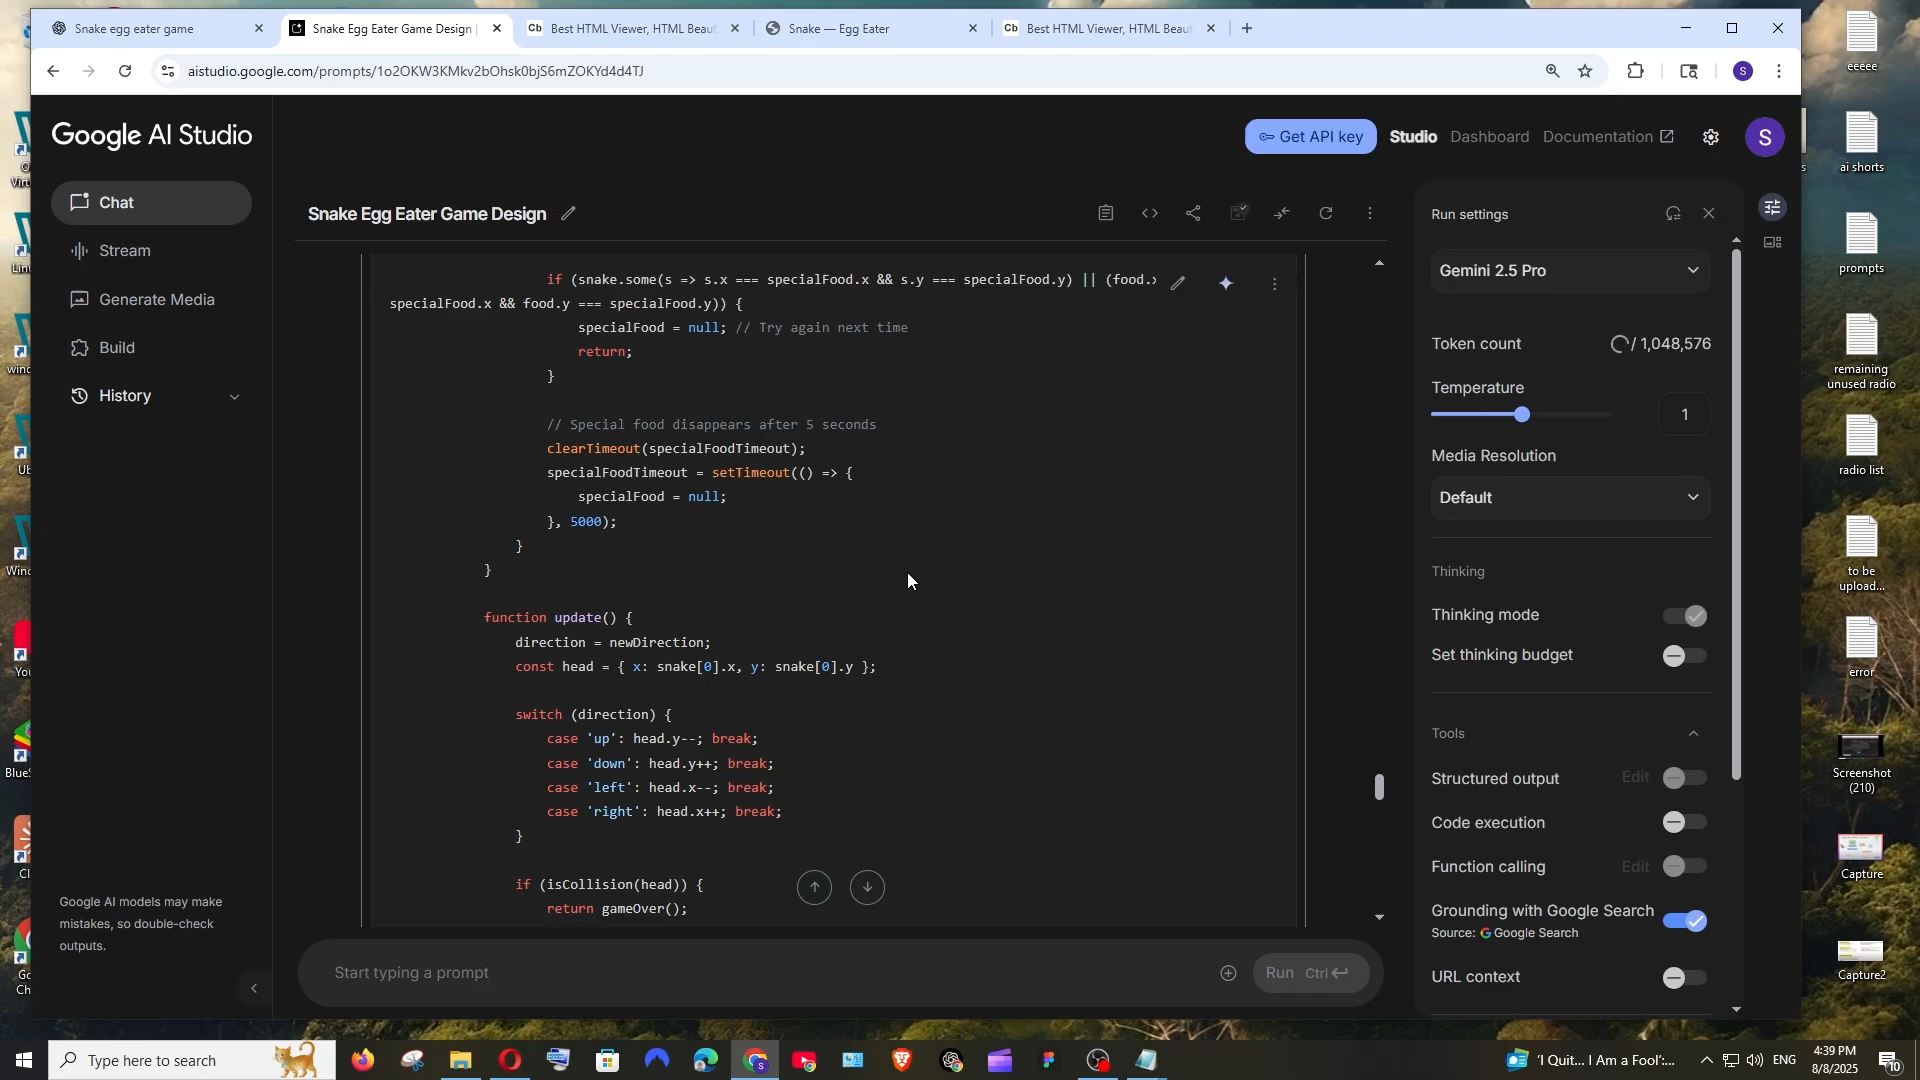 Snake egg eater game
Snake Egg Eater Game Design |
Cb Best HTML Viewer, HTML Beaut
Snake — Egg Eater
Cb Best HTML Viewer, HTML Beaut
aistudio.google.com/prompts/1o2OKW3KMkv2bOhsk0bjS6mZOKYd4d4TJ
S
Google AI Studio
Get API key
Studio
Dashboard
Documentation
S
Chat
Stream
Generate Media
Build
History
Google AI models may make
mistakes, so double-check
outputs.
Snake Egg Eater Game Design
if (snake.some(s => s.x === specialFood.x && s.y === specialFood.y) || (food.x
specialFood.x && food.y === specialFood.y)) {
specialFood = null; // Try again next time
return;
}
// Special food disappears after 5 seconds
clearTimeout(specialFoodTimeout);
specialFoodTimeout = setTimeout(() => {
specialFood = null;
}, 5000);
}
}
function update() {
direction = newDirection;
const head = { x: snake[0].x, y: snake[0].y };
switch (direction) {
case 'up': head.y--; break;
case 'down': head.y++; break;
case 'left': head.x--; break;
case 'right': head.x++; break;
}
if (isCollision(head)) {
return gameOver();
Start typing a prompt
Run Ctrl
Run settings
Gemini 2.5 Pro
Token count
/ 1,048,576
Temperature
1
Media Resolution
Default
Thinking
Thinking mode
Set thinking budget
Tools
Structured output
Edit
Code execution
Function calling
Edit
Grounding with Google Search
Source: Google Search
URL context
eeeee
ai shorts
prompts
remaining
unused radio
radio list
to be
upload...
error
Screenshot
(210)
Capture
Capture2
Type here to search
'I Quit... I Am a Fool':...
ENG
4:39 PM
8/8/2025
10